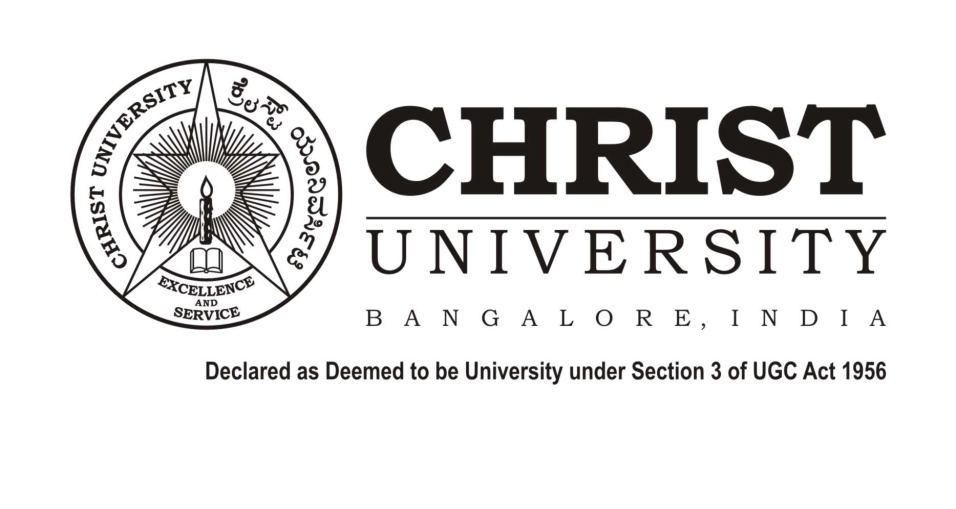 CHRIST UNIVERSITY
ಕ್ರೈಸ್ಟ್ ಯೂನಿವರ್ಸಿಟಿ
EXCELLENCE
AND
SERVICE
CHRIST
UNIVERSITY
BANGALORE, INDIA
Declared as Deemed to be University under Section 3 of UGC Act 1956